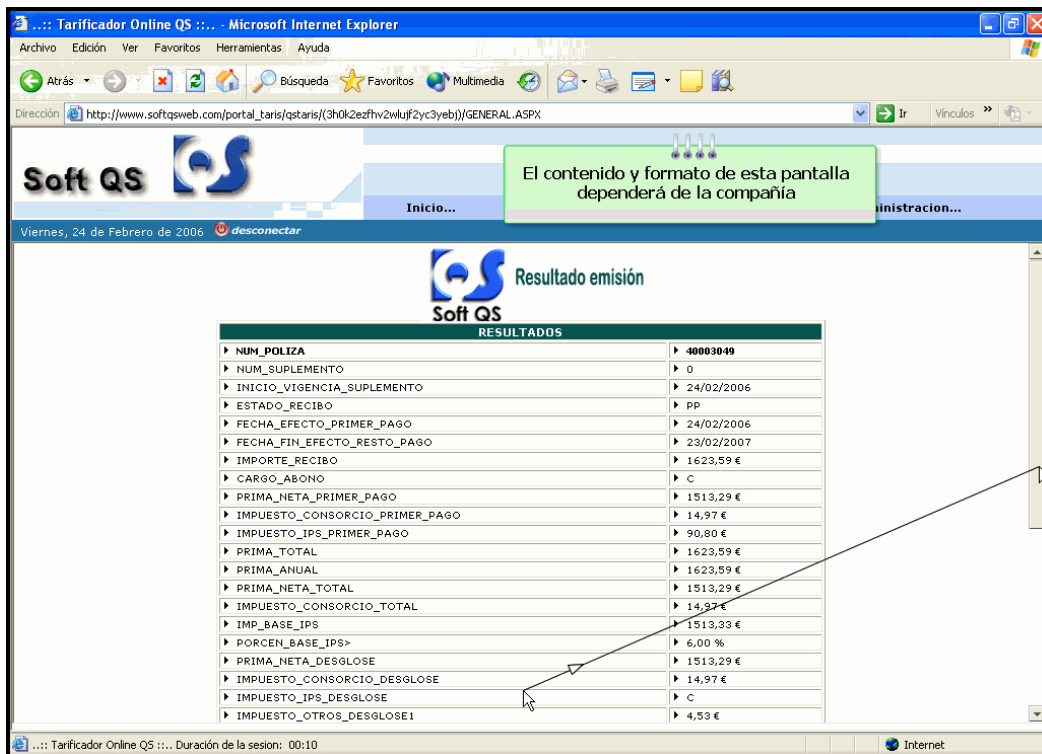 ..:: Tarificador Online QS ::.. - Microsoft Internet Explorer
Archivo Edición Ver Favoritos Herramientas Ayuda
Atrás Búsqueda Favoritos Multimedia
Dirección http://www.softqsweb.com/portal_taris/qstaris/(3h0k2ezfhv2wlujf2yc3yebj)/GENERAL.ASPX Ir Vínculos »
El contenido y formato de esta pantalla
dependerá de la compañía
Soft QS
Inicio... ministracion...
Viernes, 24 de Febrero de 2006 desconectar
Resultado emisión
Soft QS
RESULTADOS
NUM_POLIZA 40003049
NUM_SUPLEMENTO 0
INICIO_VIGENCIA_SUPLEMENTO 24/02/2006
ESTADO_RECIBO PP
FECHA_EFECTO_PRIMER_PAGO 24/02/2006
FECHA_FIN_EFECTO_RESTO_PAGO 23/02/2007
IMPORTE_RECIBO 1623,59 €
CARGO_ABONO C
PRIMA_NETA_PRIMER_PAGO 1513,29 €
IMPUESTO_CONSORCIO_PRIMER_PAGO 14,97 €
IMPUESTO_IPS_PRIMER_PAGO 90,80 €
PRIMA_TOTAL 1623,59 €
PRIMA_ANUAL 1623,59 €
PRIMA_NETA_TOTAL 1513,29 €
IMPUESTO_CONSORCIO_TOTAL 14,97 €
IMP_BASE_IPS 1513,33 €
PORCEN_BASE_IPS> 6,00 %
PRIMA_NETA_DESGLOSE 1513,29 €
IMPUESTO_CONSORCIO_DESGLOSE 14,97 €
IMPUESTO_IPS_DESGLOSE C
IMPUESTO_OTROS_DESGLOSE1 4,53 €
..:: Tarificador Online QS ::.. Duración de la sesion: 00:10 Internet